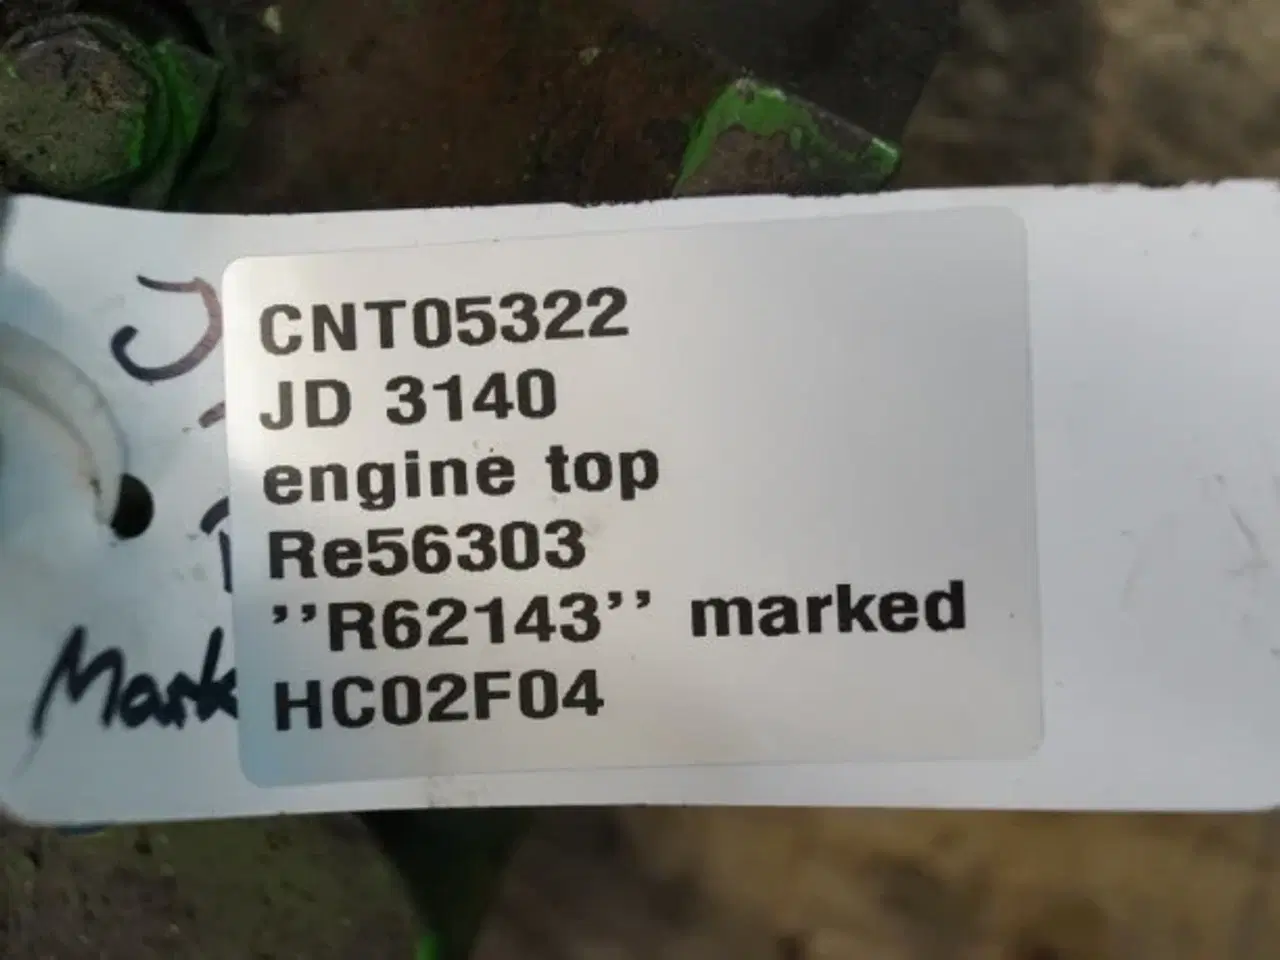 CNT05322
JD 3140
engine top
Re56303
''R62143'' marked
HC02F04
J
Mark